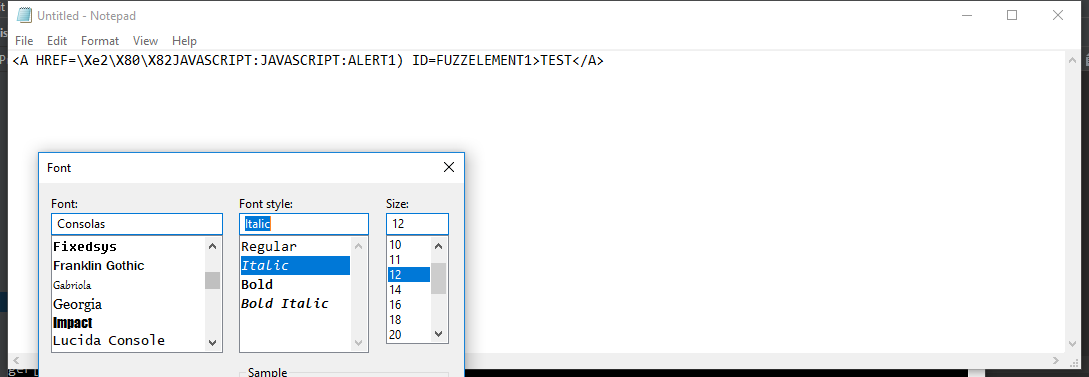 Untitled - Notepad
File Edit Format View Help
<A HREF=\Xe2\X80\X82JAVASCRIPT:JAVASCRIPT:ALERT1) ID=FUZZELEMENT1>TEST</A>
Font
Font: Font style: Size:
Consolas Italic 12
Fixedsys Regular 10
Franklin Gothic Italic 11
Gabriola Bold 12
Georgia Bold Italic 14
Impact 16
Lucida Console 18
20
Sample